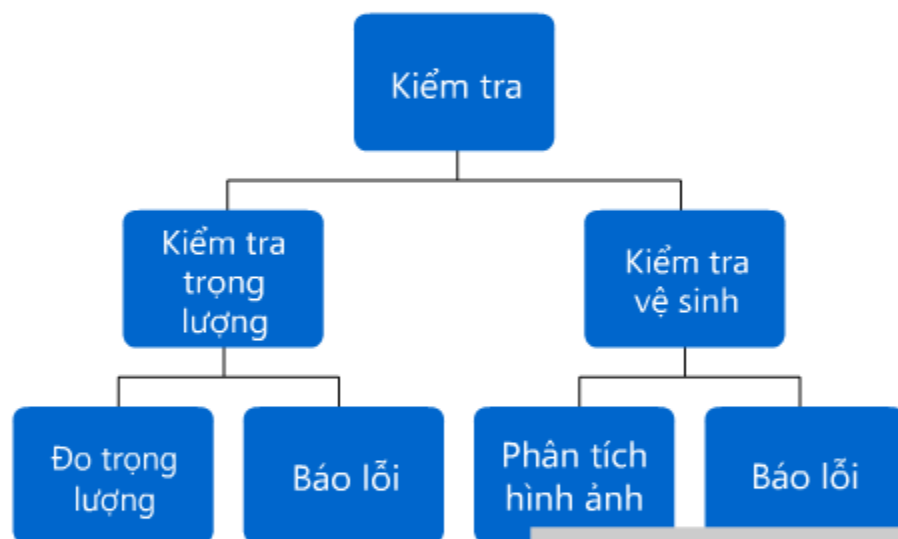 Kiểm tra
Kiểm tra
trọng
lượng
Kiểm tra
vệ sinh
Đo trọng
lượng
Báo lỗi
Phân tích
hình ảnh
Báo lỗi